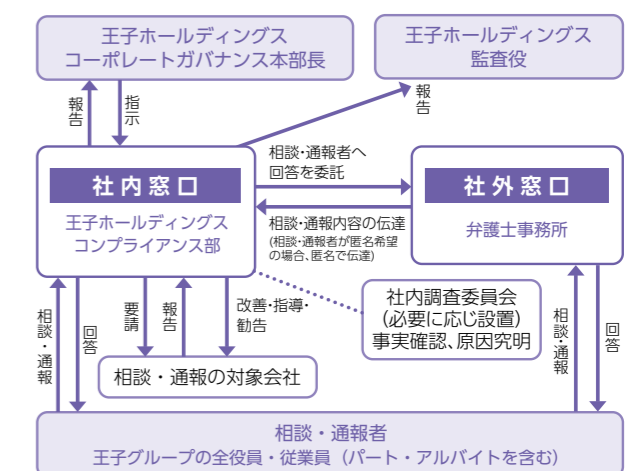 王子ホールディングス
コーポレートガバナンス本部長
王子ホールディングス
監査役
報告
指示
報告
相談・通報者へ
回答を委託
社内窓口
王子ホールディングス
コンプライアンス部
社外窓口
弁護士事務所
相談・通報内容の伝達
(相談・通報者が匿名希望
の場合、匿名で伝達)
相談・通報
回答
要請
報告
改善・指導・
勧告
社内調査委員会
(必要に応じ設置)
事実確認、原因究明
相談・通報
回答
相談・通報の対象会社
相談・通報者
王子グループの全役員・従業員(パート・アルバイトを含む)